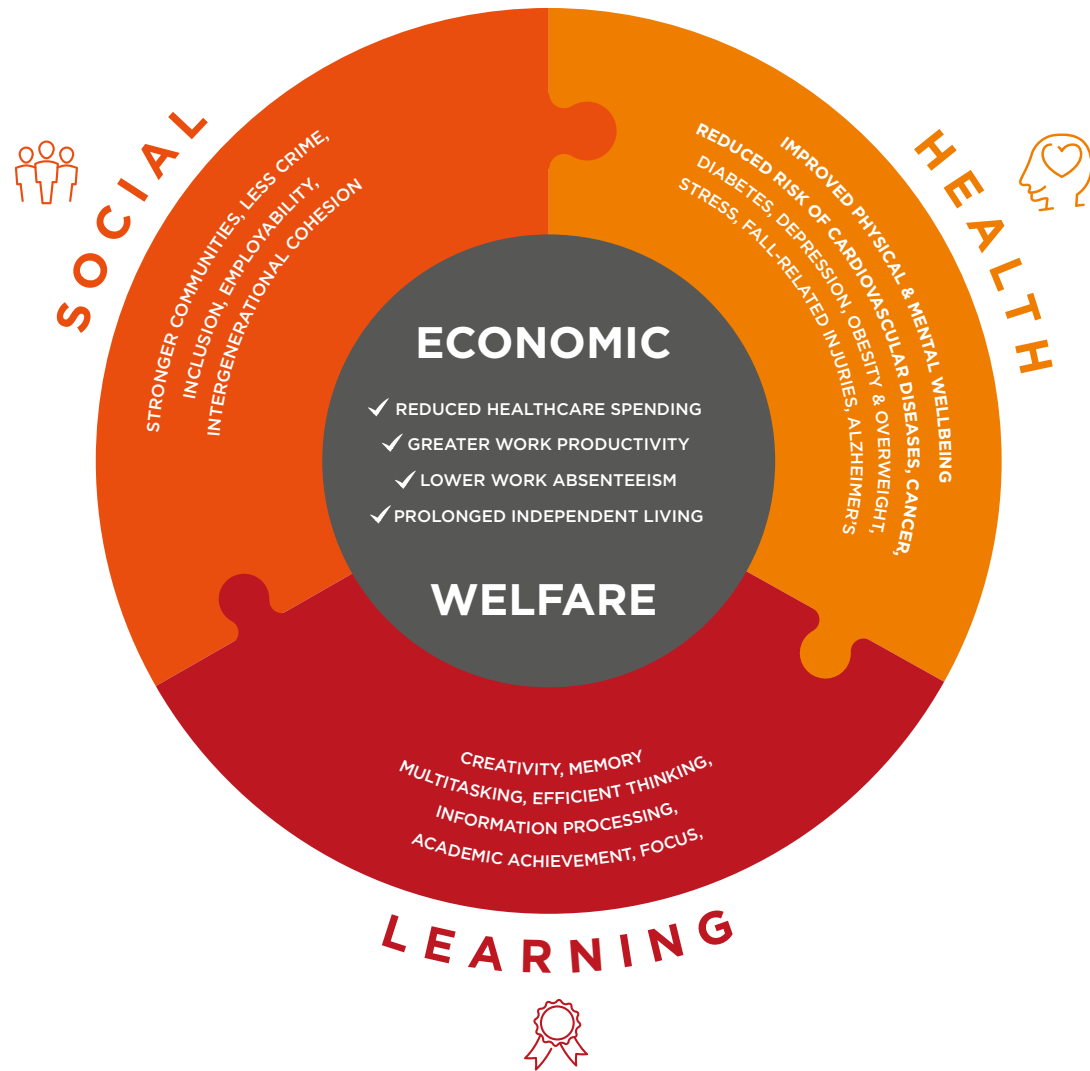 SOCIAL
STRONGER COMMUNITIES, LESS CRIME,
INCLUSION, EMPLOYABILITY,
INTERGENERATIONAL COHESION
HEALTH
IMPROVED PHYSICAL & MENTAL WELLBEING
REDUCED RISK OF CARDIOVASCULAR DISEASES, CANCER,
DIABETES, DEPRESSION, OBESITY & OVERWEIGHT,
STRESS, FALL-RELATED INJURIES, ALZHEIMER'S
ECONOMIC
REDUCED HEALTHCARE SPENDING
GREATER WORK PRODUCTIVITY
LOWER WORK ABSENTEEISM
PROLONGED INDEPENDENT LIVING
WELFARE
CREATIVITY, MEMORY
MULTITASKING, EFFICIENT THINKING,
INFORMATION PROCESSING,
ACADEMIC ACHIEVEMENT, FOCUS,
LEARNING